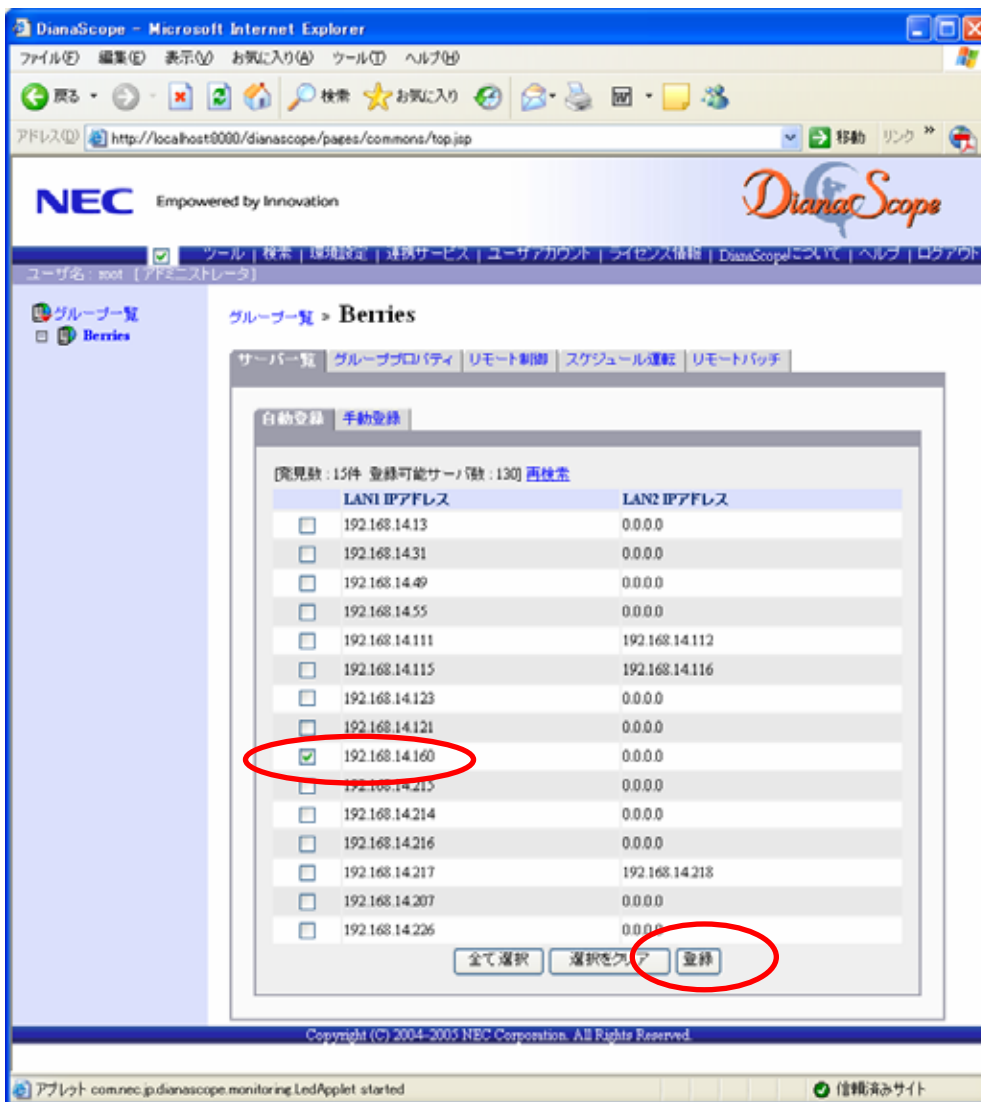 DianaScope - Microsoft Internet Explorer
ファイル(F) 編集(E) 表示(V) お気に入り(A) ツール(T) ヘルプ(H)
戻る 検索 お気に入り
アドレス(D) http://localhost:8080/dianascope/pages/commons/top.jsp 移動 リンク »
NEC Empowered by Innovation DianaScope
ツール | 検索 | 環境設定 | 連携サービス | ユーザアカウント | ライセンス情報 | DianaScopeについて | ヘルプ | ログアウト
ユーザ名 : root [アドミニストレータ]
グループ一覧
Berries
グループ一覧 » Berries
サーバ一覧 グループプロパティ リモート制御 スケジュール運転 リモートバッチ
自動登録 手動登録
[発見数 : 15件 登録可能サーバ数 : 130] 再検索
LAN1 IPアドレス LAN2 IPアドレス
192.168.14.13 0.0.0.0
192.168.14.31 0.0.0.0
192.168.14.49 0.0.0.0
192.168.14.55 0.0.0.0
192.168.14.111 192.168.14.112
192.168.14.115 192.168.14.116
192.168.14.123 0.0.0.0
192.168.14.121 0.0.0.0
192.168.14.160 0.0.0.0
192.168.14.215 0.0.0.0
192.168.14.214 0.0.0.0
192.168.14.216 0.0.0.0
192.168.14.217 192.168.14.218
192.168.14.207 0.0.0.0
192.168.14.226 0.0.0.0
全て選択 選択をクリア 登録
Copyright (C) 2004-2005 NEC Corporation. All Rights Reserved.
アプレット com.nec.jp.dianascope.monitoring.LedApplet started 信頼済みサイト